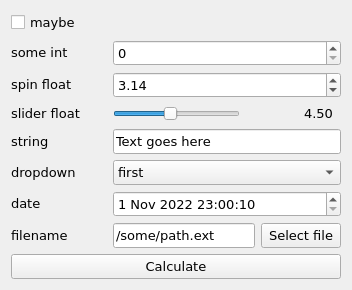 maybe
some int 0
spin float 3.14
slider float 4.50
string Text goes here
dropdown first
date 1 Nov 2022 23:00:10
filename /some/path.ext Select file
Calculate